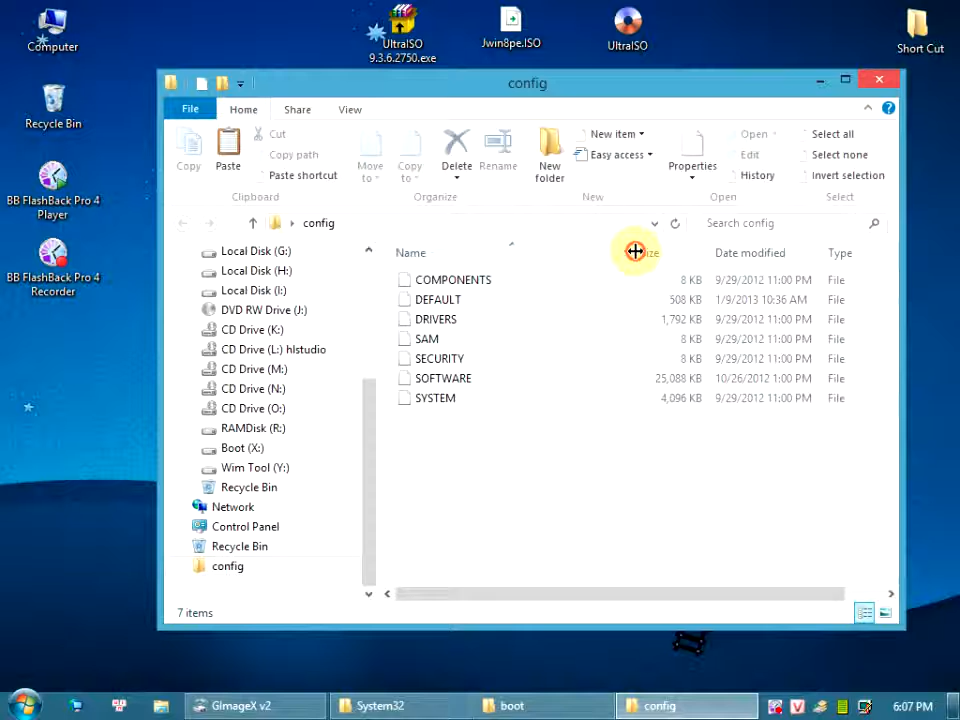 Computer
Recycle Bin
BB FlashBack Pro 4
Player
BB FlashBack Pro 4
Recorder
UltraISO
9.3.6.2750.exe
Jwin8pe.ISO
UltraISO
Short Cut
config
File
Home
Share
View
Copy
Paste
Cut
Copy path
Paste shortcut
Clipboard
Move
to
Copy
to
Delete
Rename
Organize
New
folder
New item
Easy access
New
Properties
Open
Edit
History
Open
Select all
Select none
Invert selection
Select
config
Search config
Local Disk (G:)
Local Disk (H:)
Local Disk (I:)
DVD RW Drive (J:)
CD Drive (K:)
CD Drive (L:) hlstudio
CD Drive (M:)
CD Drive (N:)
CD Drive (O:)
RAMDisk (R:)
Boot (X:)
Wim Tool (Y:)
Recycle Bin
Network
Control Panel
Recycle Bin
config
Name Size Date modified Type
COMPONENTS 8 KB 9/29/2012 11:00 PM File
DEFAULT 508 KB 1/9/2013 10:36 AM File
DRIVERS 1,792 KB 9/29/2012 11:00 PM File
SAM 8 KB 9/29/2012 11:00 PM File
SECURITY 8 KB 9/29/2012 11:00 PM File
SOFTWARE 25,088 KB 10/26/2012 1:00 PM File
SYSTEM 4,096 KB 9/29/2012 11:00 PM File
7 items
GImageX v2
System32
boot
config
6:07 PM